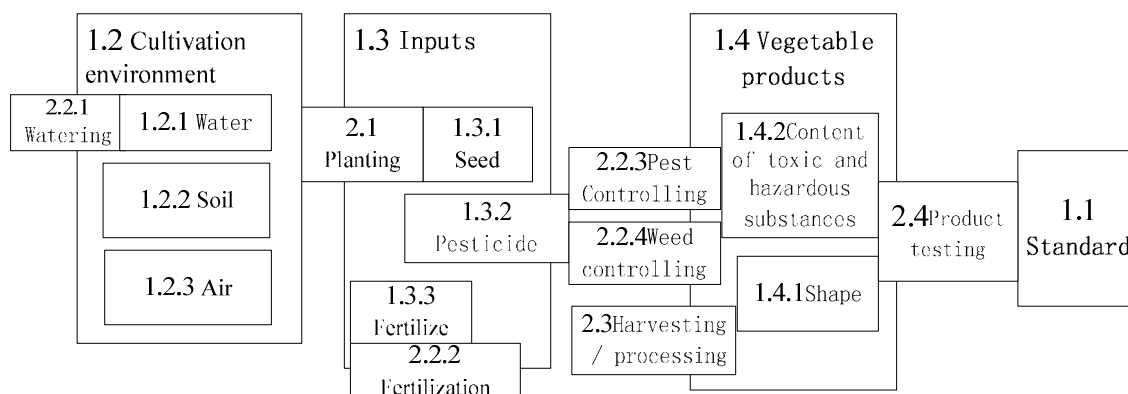 1.2 Cultivation
environment
2.2.1
Watering
1.2.1 Water
1.2.2 Soil
1.2.3 Air
1.3 Inputs
2.1
Planting
1.3.1
Seed
1.3.2
Pesticide
1.3.3
Fertilize
2.2.2
Fertilization
1.4 Vegetable
products
1.4.2Content
of toxic and
hazardous
substances
2.2.3Pest
Controlling
2.2.4Weed
controlling
1.4.1Shape
2.3Harvesting
/ processing
2.4Product
testing
1.1
Standard